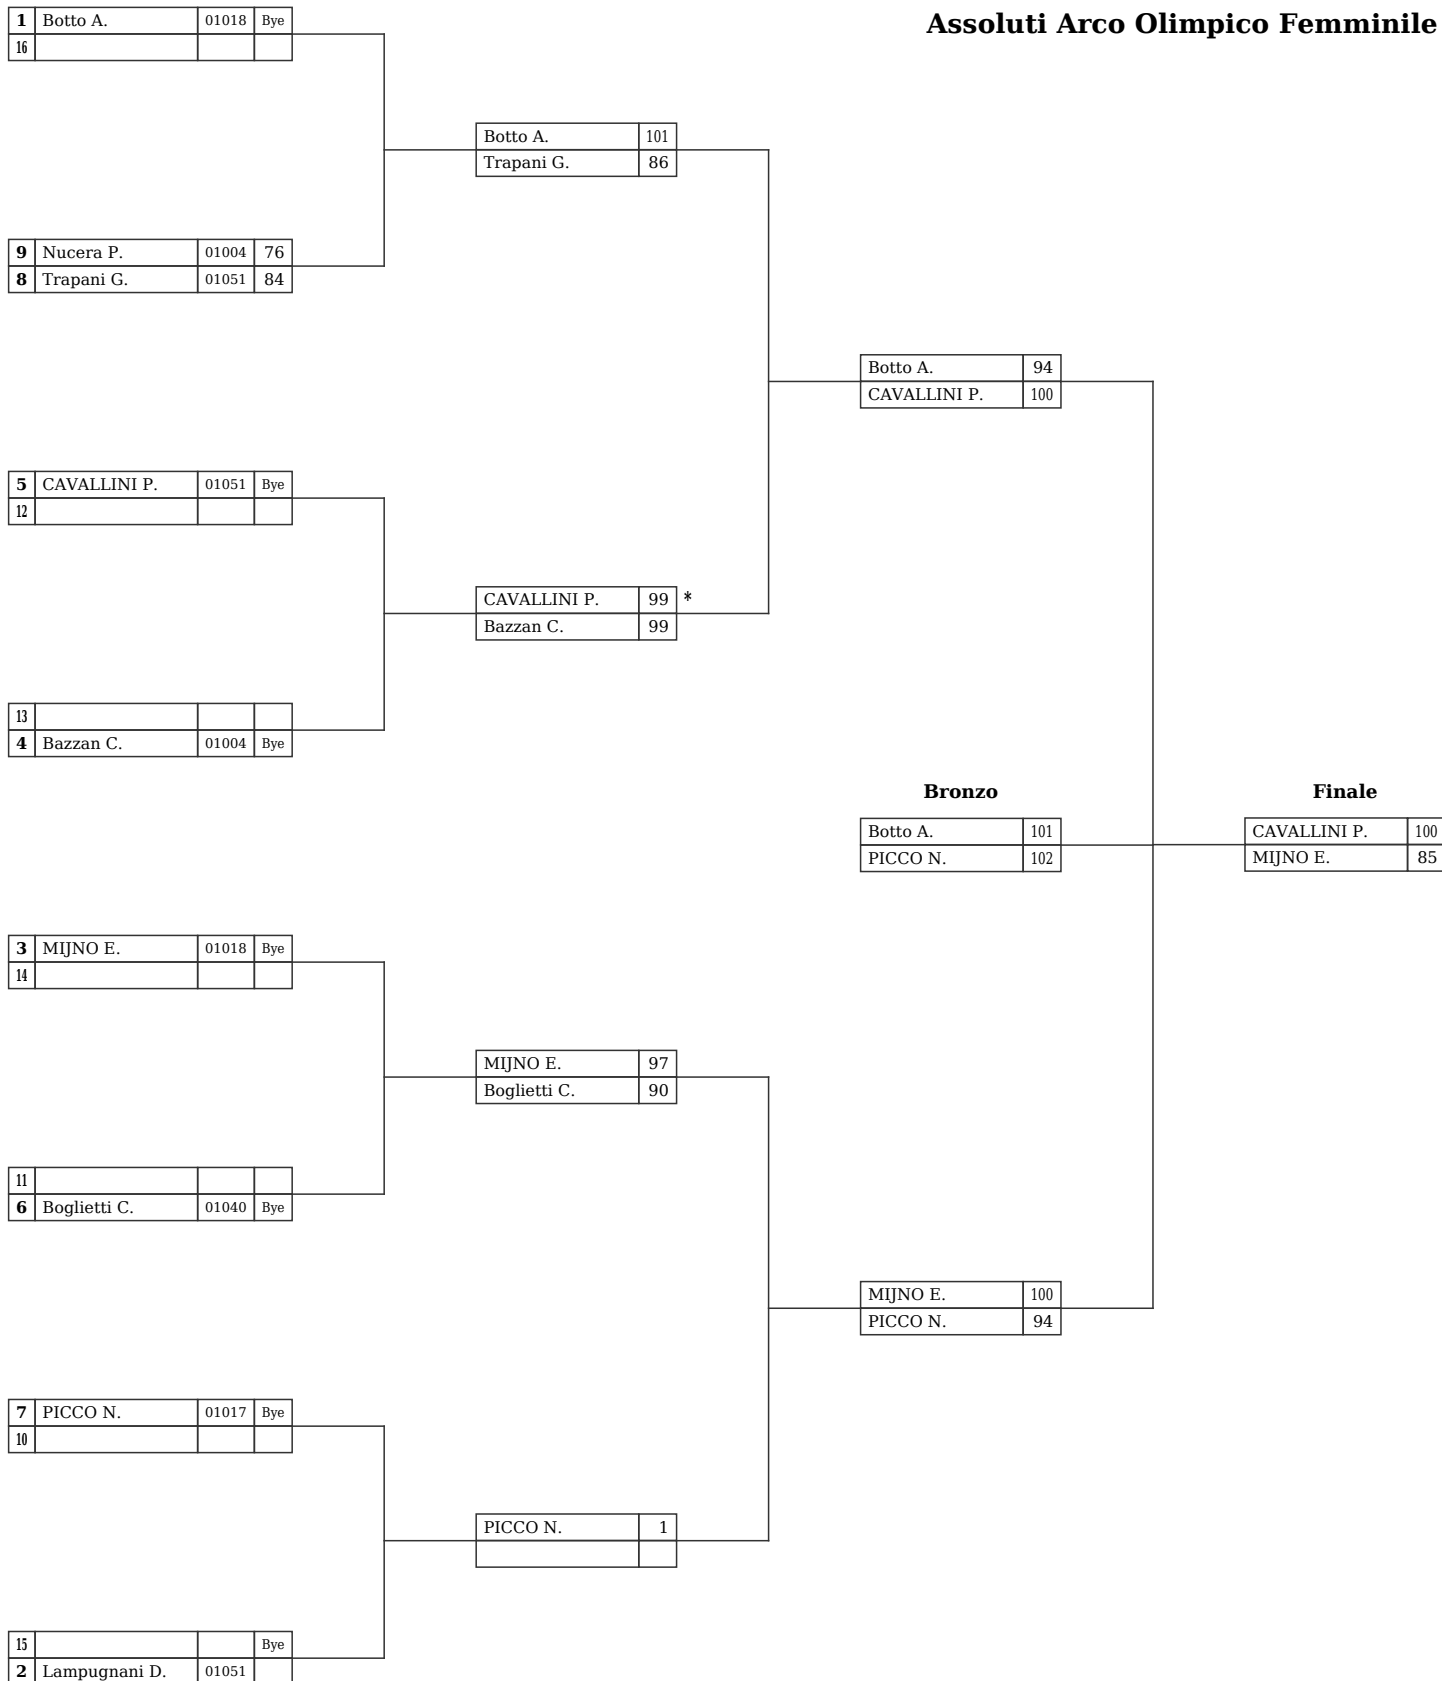 Assoluti Arco Olimpico Femminile
1 Botto A. 01018 Bye
16
Botto A. 101
Trapani G. 86
9 Nucera P. 01004 76
8 Trapani G. 01051 84
Botto A. 94
CAVALLINI P. 100
5 CAVALLINI P. 01051 Bye
12
CAVALLINI P. 99 *
Bazzan C. 99
13
4 Bazzan C. 01004 Bye
Bronzo
Finale
Botto A. 101
PICCO N. 102
CAVALLINI P. 100
MIJNO E. 85
3 MIJNO E. 01018 Bye
14
MIJNO E. 97
Boglietti C. 90
11
6 Boglietti C. 01040 Bye
MIJNO E. 100
PICCO N. 94
7 PICCO N. 01017 Bye
10
PICCO N. 1
15 Bye
2 Lampugnani D. 01051